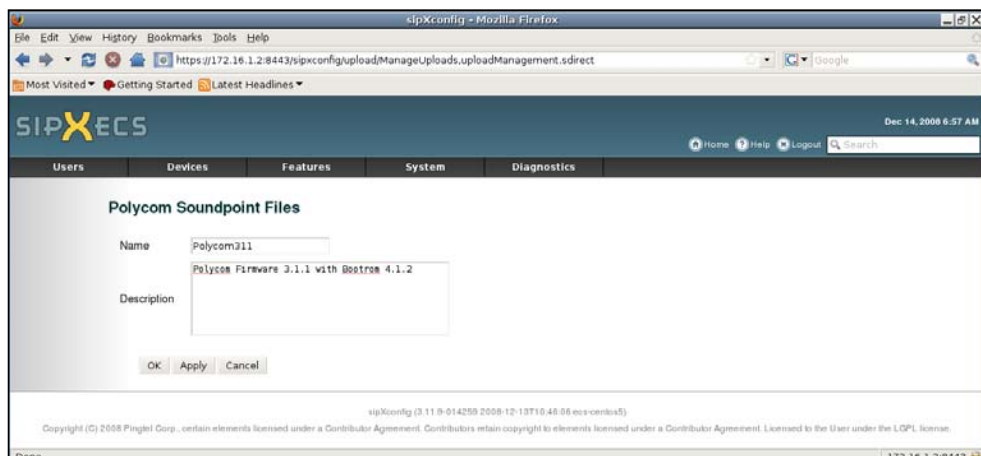 sipXconfig - Mozilla Firefox
File Edit View History Bookmarks Tools Help
https://172.16.1.2:8443/sipxconfig/upload/ManageUploads,uploadManagement.sdirect
Google
Most Visited Getting Started Latest Headlines
SIPXECS
Dec 14, 2008 6:57 AM
Home Help Logout Search
Users Devices Features System Diagnostics
Polycom Soundpoint Files
Name Polycom311
Description Polycom Firmware 3.1.1 with Bootrom 4.1.2
OK Apply Cancel
sipXconfig (3.11.9-014259 2008-12-13T10:46:06 ecs-centos5)
Copyright (C) 2008 Pingtel Corp., certain elements licensed under a Contributor Agreement. Contributors retain copyright to elements licensed under a Contributor Agreement. Licensed to the User under the LGPL license.
Done 172.16.1.2:8443